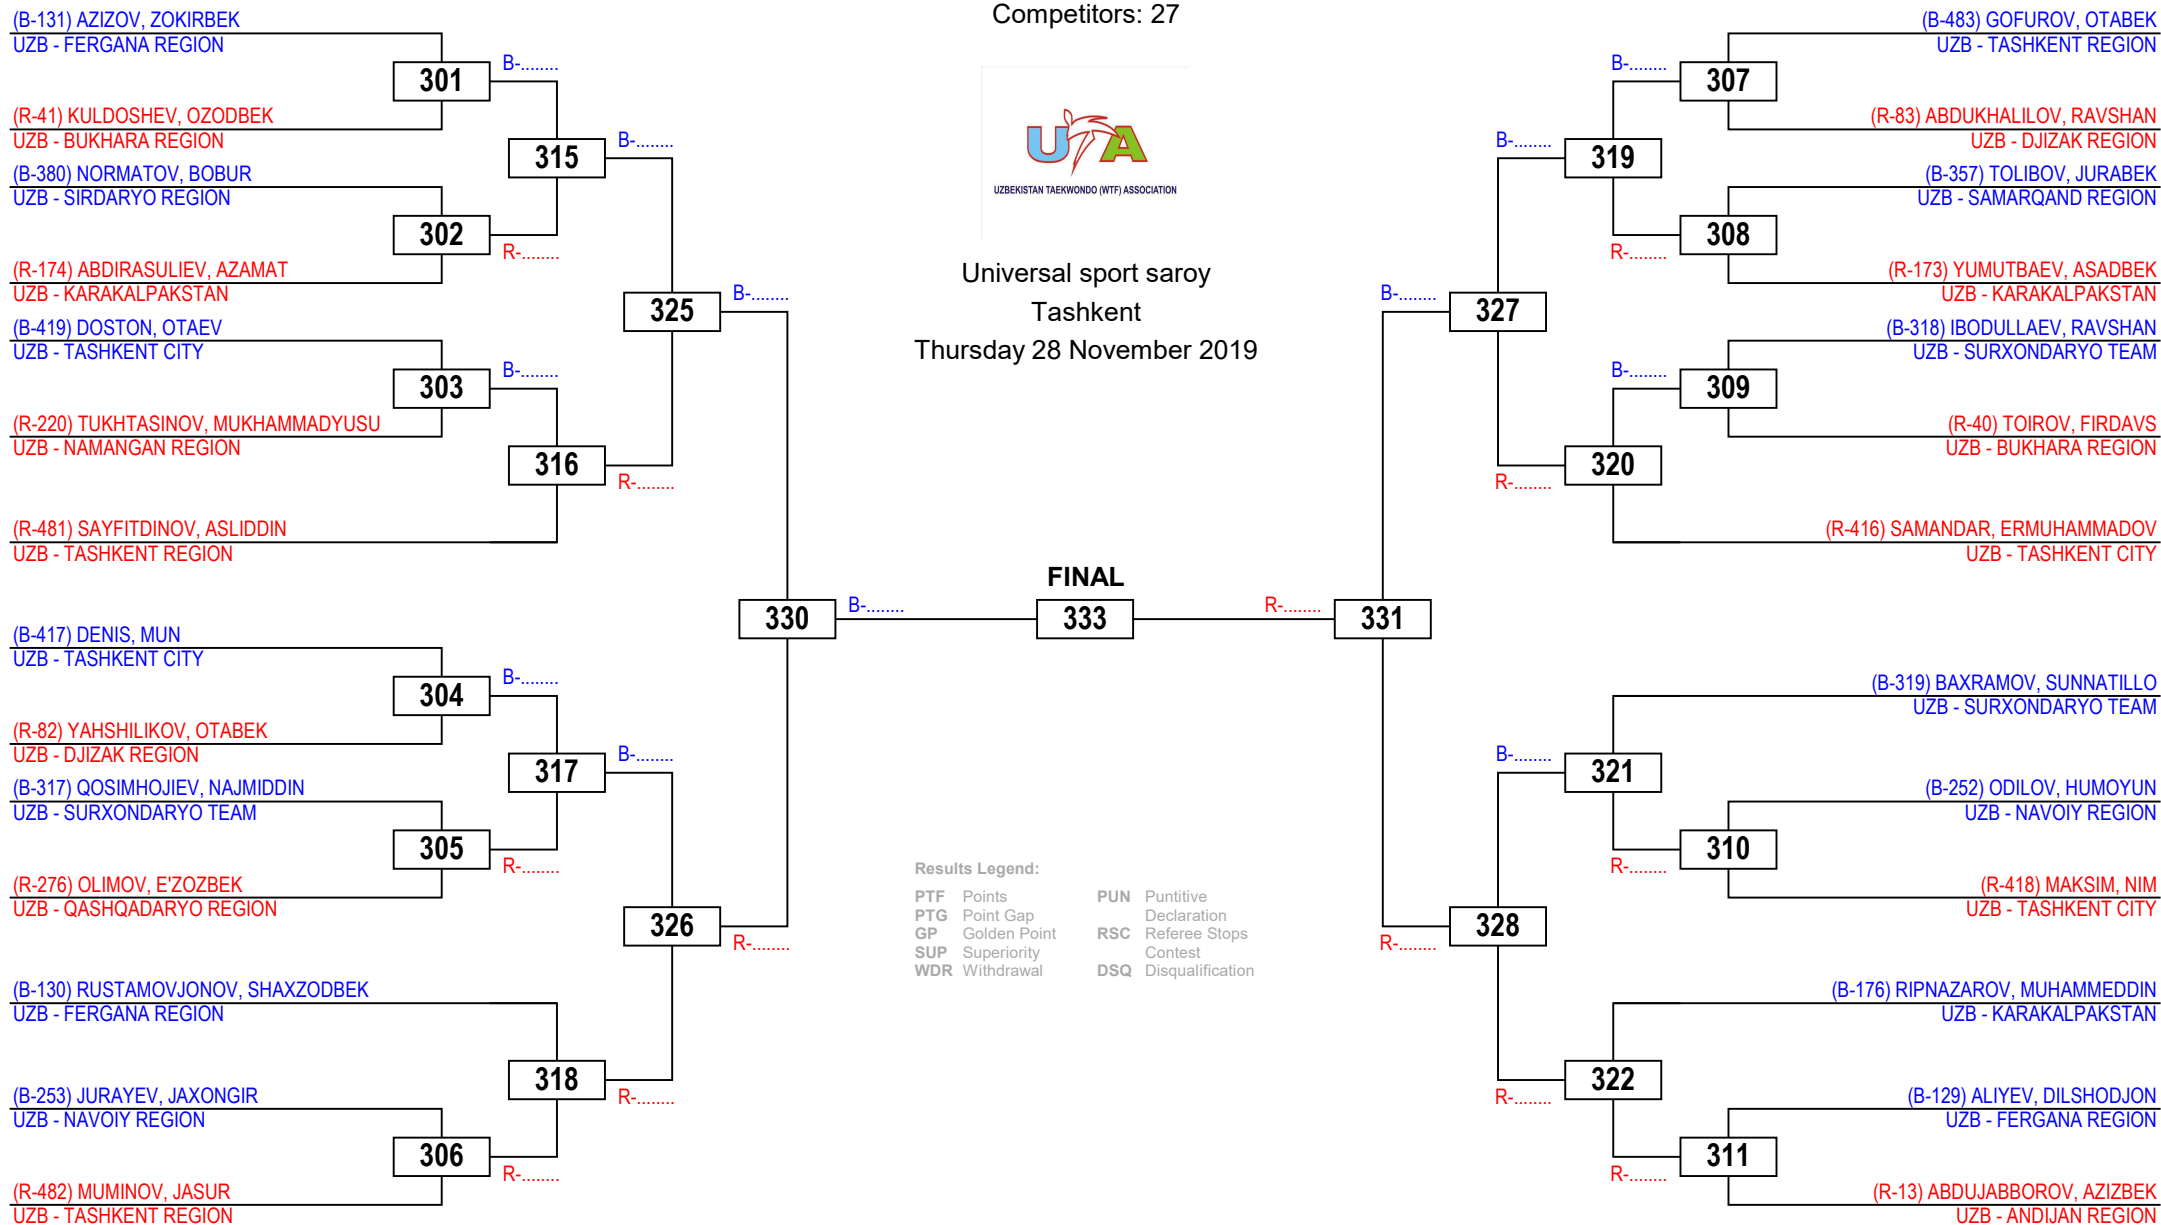 Competitors: 27
UTA
UZBEKISTAN TAEKWONDO (WTF) ASSOCIATION
Universal sport saroy
Tashkent
Thursday 28 November 2019
(B-131) AZIZOV, ZOKIRBEK
UZB - FERGANA REGION
301
(R-41) KULDOSHEV, OZODBEK
UZB - BUKHARA REGION
B-........
315
(B-380) NORMATOV, BOBUR
UZB - SIRDARYO REGION
302
(R-174) ABDIRASULIEV, AZAMAT
UZB - KARAKALPAKSTAN
R-........
B-........
325
(B-419) DOSTON, OTAEV
UZB - TASHKENT CITY
303
(R-220) TUKHTASINOV, MUKHAMMADYUSU
UZB - NAMANGAN REGION
B-........
316
(R-481) SAYFITDINOV, ASLIDDIN
UZB - TASHKENT REGION
R-........
B-........
330
(B-417) DENIS, MUN
UZB - TASHKENT CITY
304
(R-82) YAHSHILIKOV, OTABEK
UZB - DJIZAK REGION
B-........
317
(B-317) QOSIMHOJIEV, NAJMIDDIN
UZB - SURXONDARYO TEAM
305
(R-276) OLIMOV, E'ZOZBEK
UZB - QASHQADARYO REGION
R-........
B-........
326
(B-130) RUSTAMOVJONOV, SHAXZODBEK
UZB - FERGANA REGION
318
(B-253) JURAYEV, JAXONGIR
UZB - NAVOIY REGION
306
(R-482) MUMINOV, JASUR
UZB - TASHKENT REGION
R-........
R-........
R-........
B-........
FINAL
333
R-........
331
(B-483) GOFUROV, OTABEK
UZB - TASHKENT REGION
307
(R-83) ABDUKHALILOV, RAVSHAN
UZB - DJIZAK REGION
B-........
319
(B-357) TOLIBOV, JURABEK
UZB - SAMARQAND REGION
308
(R-173) YUMUTBAEV, ASADBEK
UZB - KARAKALPAKSTAN
R-........
B-........
327
(B-318) IBODULLAEV, RAVSHAN
UZB - SURXONDARYO TEAM
309
(R-40) TOIROV, FIRDAVS
UZB - BUKHARA REGION
B-........
320
(R-416) SAMANDAR, ERMUHAMMADOV
UZB - TASHKENT CITY
R-........
B-........
(B-319) BAXRAMOV, SUNNATILLO
UZB - SURXONDARYO TEAM
321
(B-252) ODILOV, HUMOYUN
UZB - NAVOIY REGION
310
(R-418) MAKSIM, NIM
UZB - TASHKENT CITY
R-........
B-........
328
(B-176) RIPNAZAROV, MUHAMMEDDIN
UZB - KARAKALPAKSTAN
322
(B-129) ALIYEV, DILSHODJON
UZB - FERGANA REGION
311
(R-13) ABDUJABBOROV, AZIZBEK
UZB - ANDIJAN REGION
R-........
R-........
R-........
Results Legend:
PTF Points
PTG Point Gap
GP Golden Point
SUP Superiority
WDR Withdrawal
PUN Puntitive
Declaration
RSC Referee Stops
Contest
DSQ Disqualification